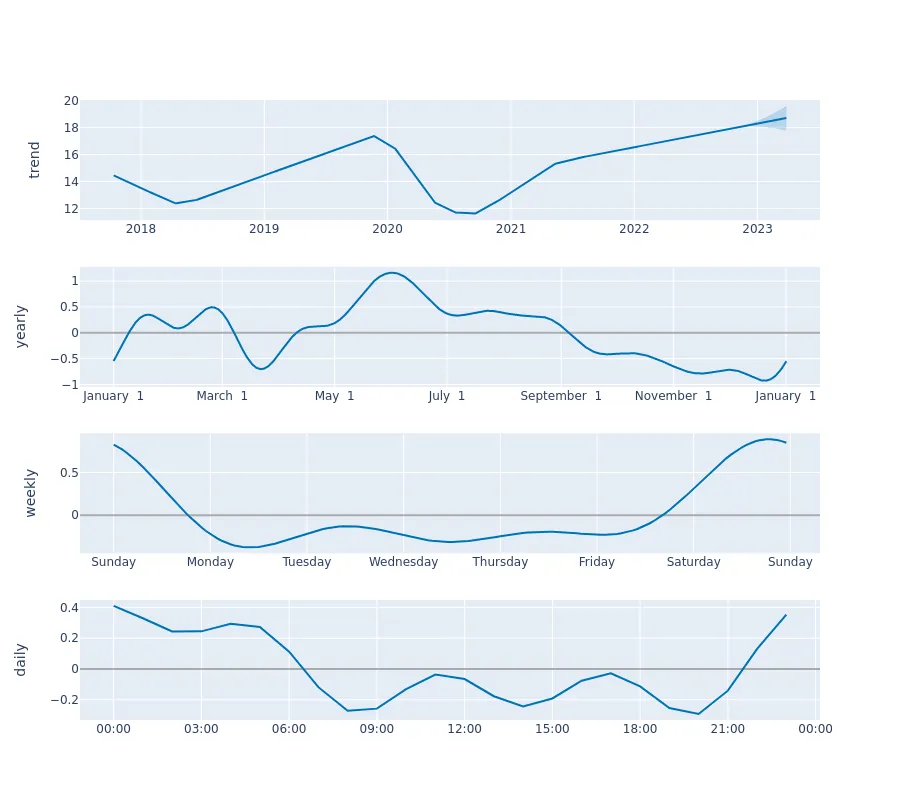 trend
20
18
16
14
12
2018 2019 2020 2021 2022 2023
yearly
1
0.5
0
−0.5
−1
January 1 March 1 May 1 July 1 September 1 November 1 January 1
weekly
0.5
0
Sunday Monday Tuesday Wednesday Thursday Friday Saturday Sunday
daily
0.4
0.2
0
−0.2
00:00 03:00 06:00 09:00 12:00 15:00 18:00 21:00 00:00